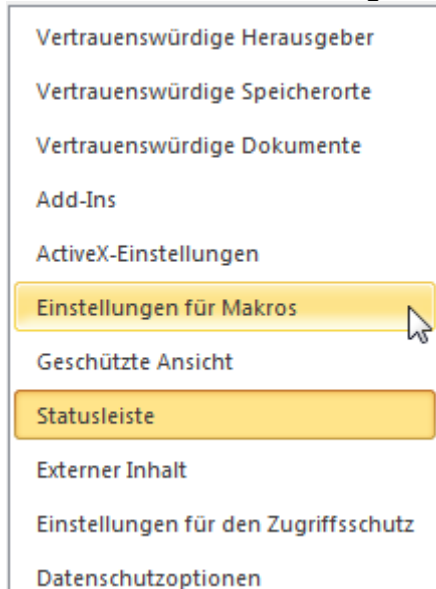 Vertrauenswürdige Herausgeber
Vertrauenswürdige Speicherorte
Vertrauenswürdige Dokumente
Add-Ins
ActiveX-Einstellungen
Einstellungen für Makros
Geschützte Ansicht
Statusleiste
Externer Inhalt
Einstellungen für den Zugriffsschutz
Datenschutzoptionen